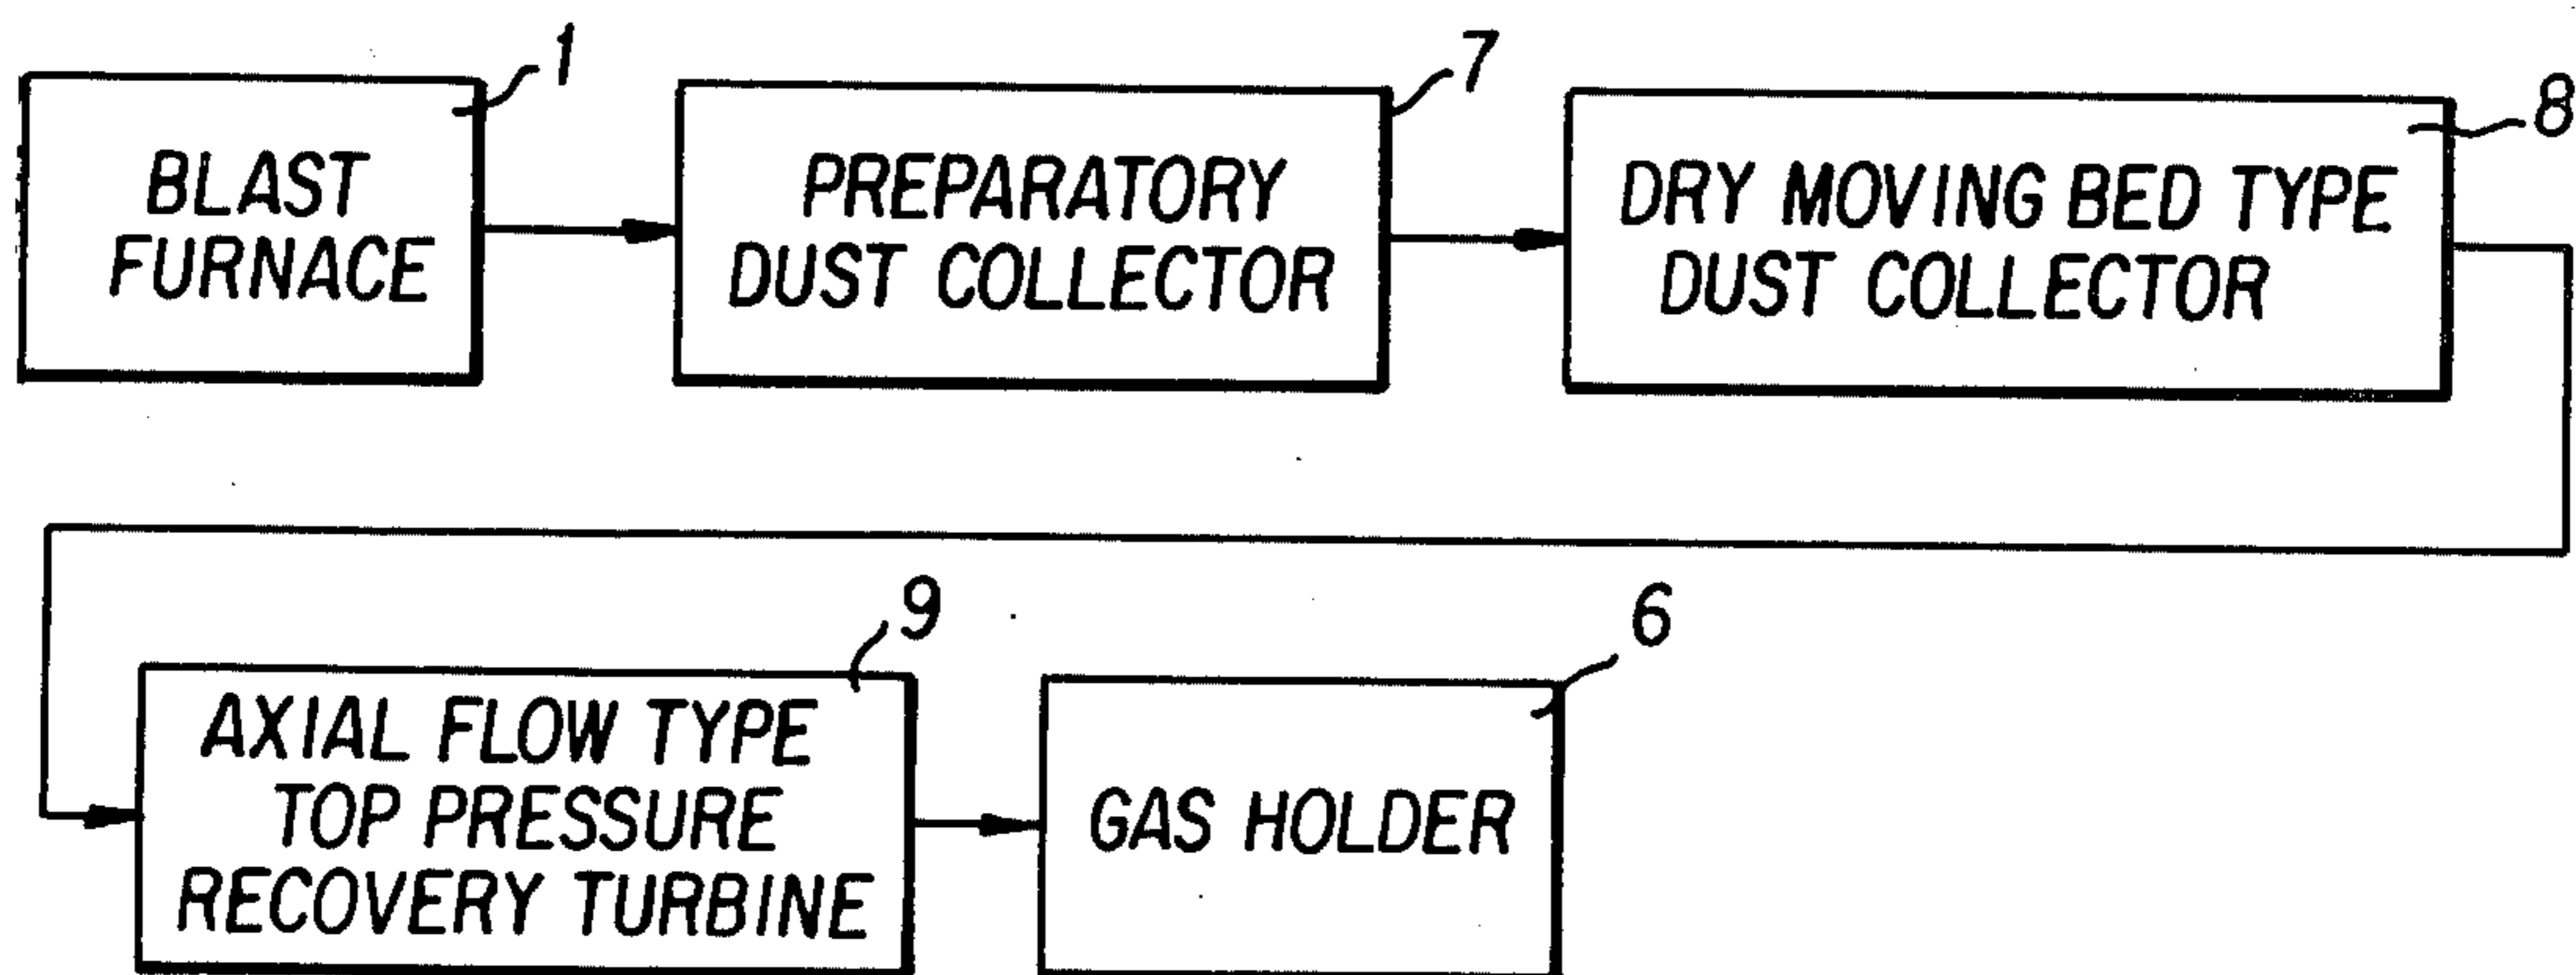 1
BLAST
FURNACE
7
PREPARATORY
DUST COLLECTOR
8
DRY MOVING BED TYPE
DUST COLLECTOR
9
AXIAL FLOW TYPE
TOP PRESSURE
RECOVERY TURBINE
6
GAS HOLDER